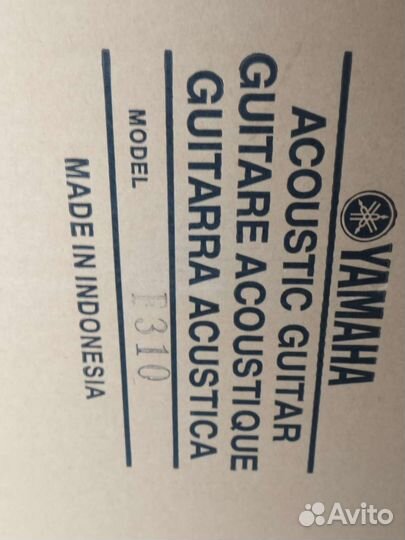 YAMAHA
ACOUSTIC GUITAR
GUITARE ACOUSTIQUE
GUITARRA ACUSTICA
MODEL F310
MADE IN INDONESIA
Avito